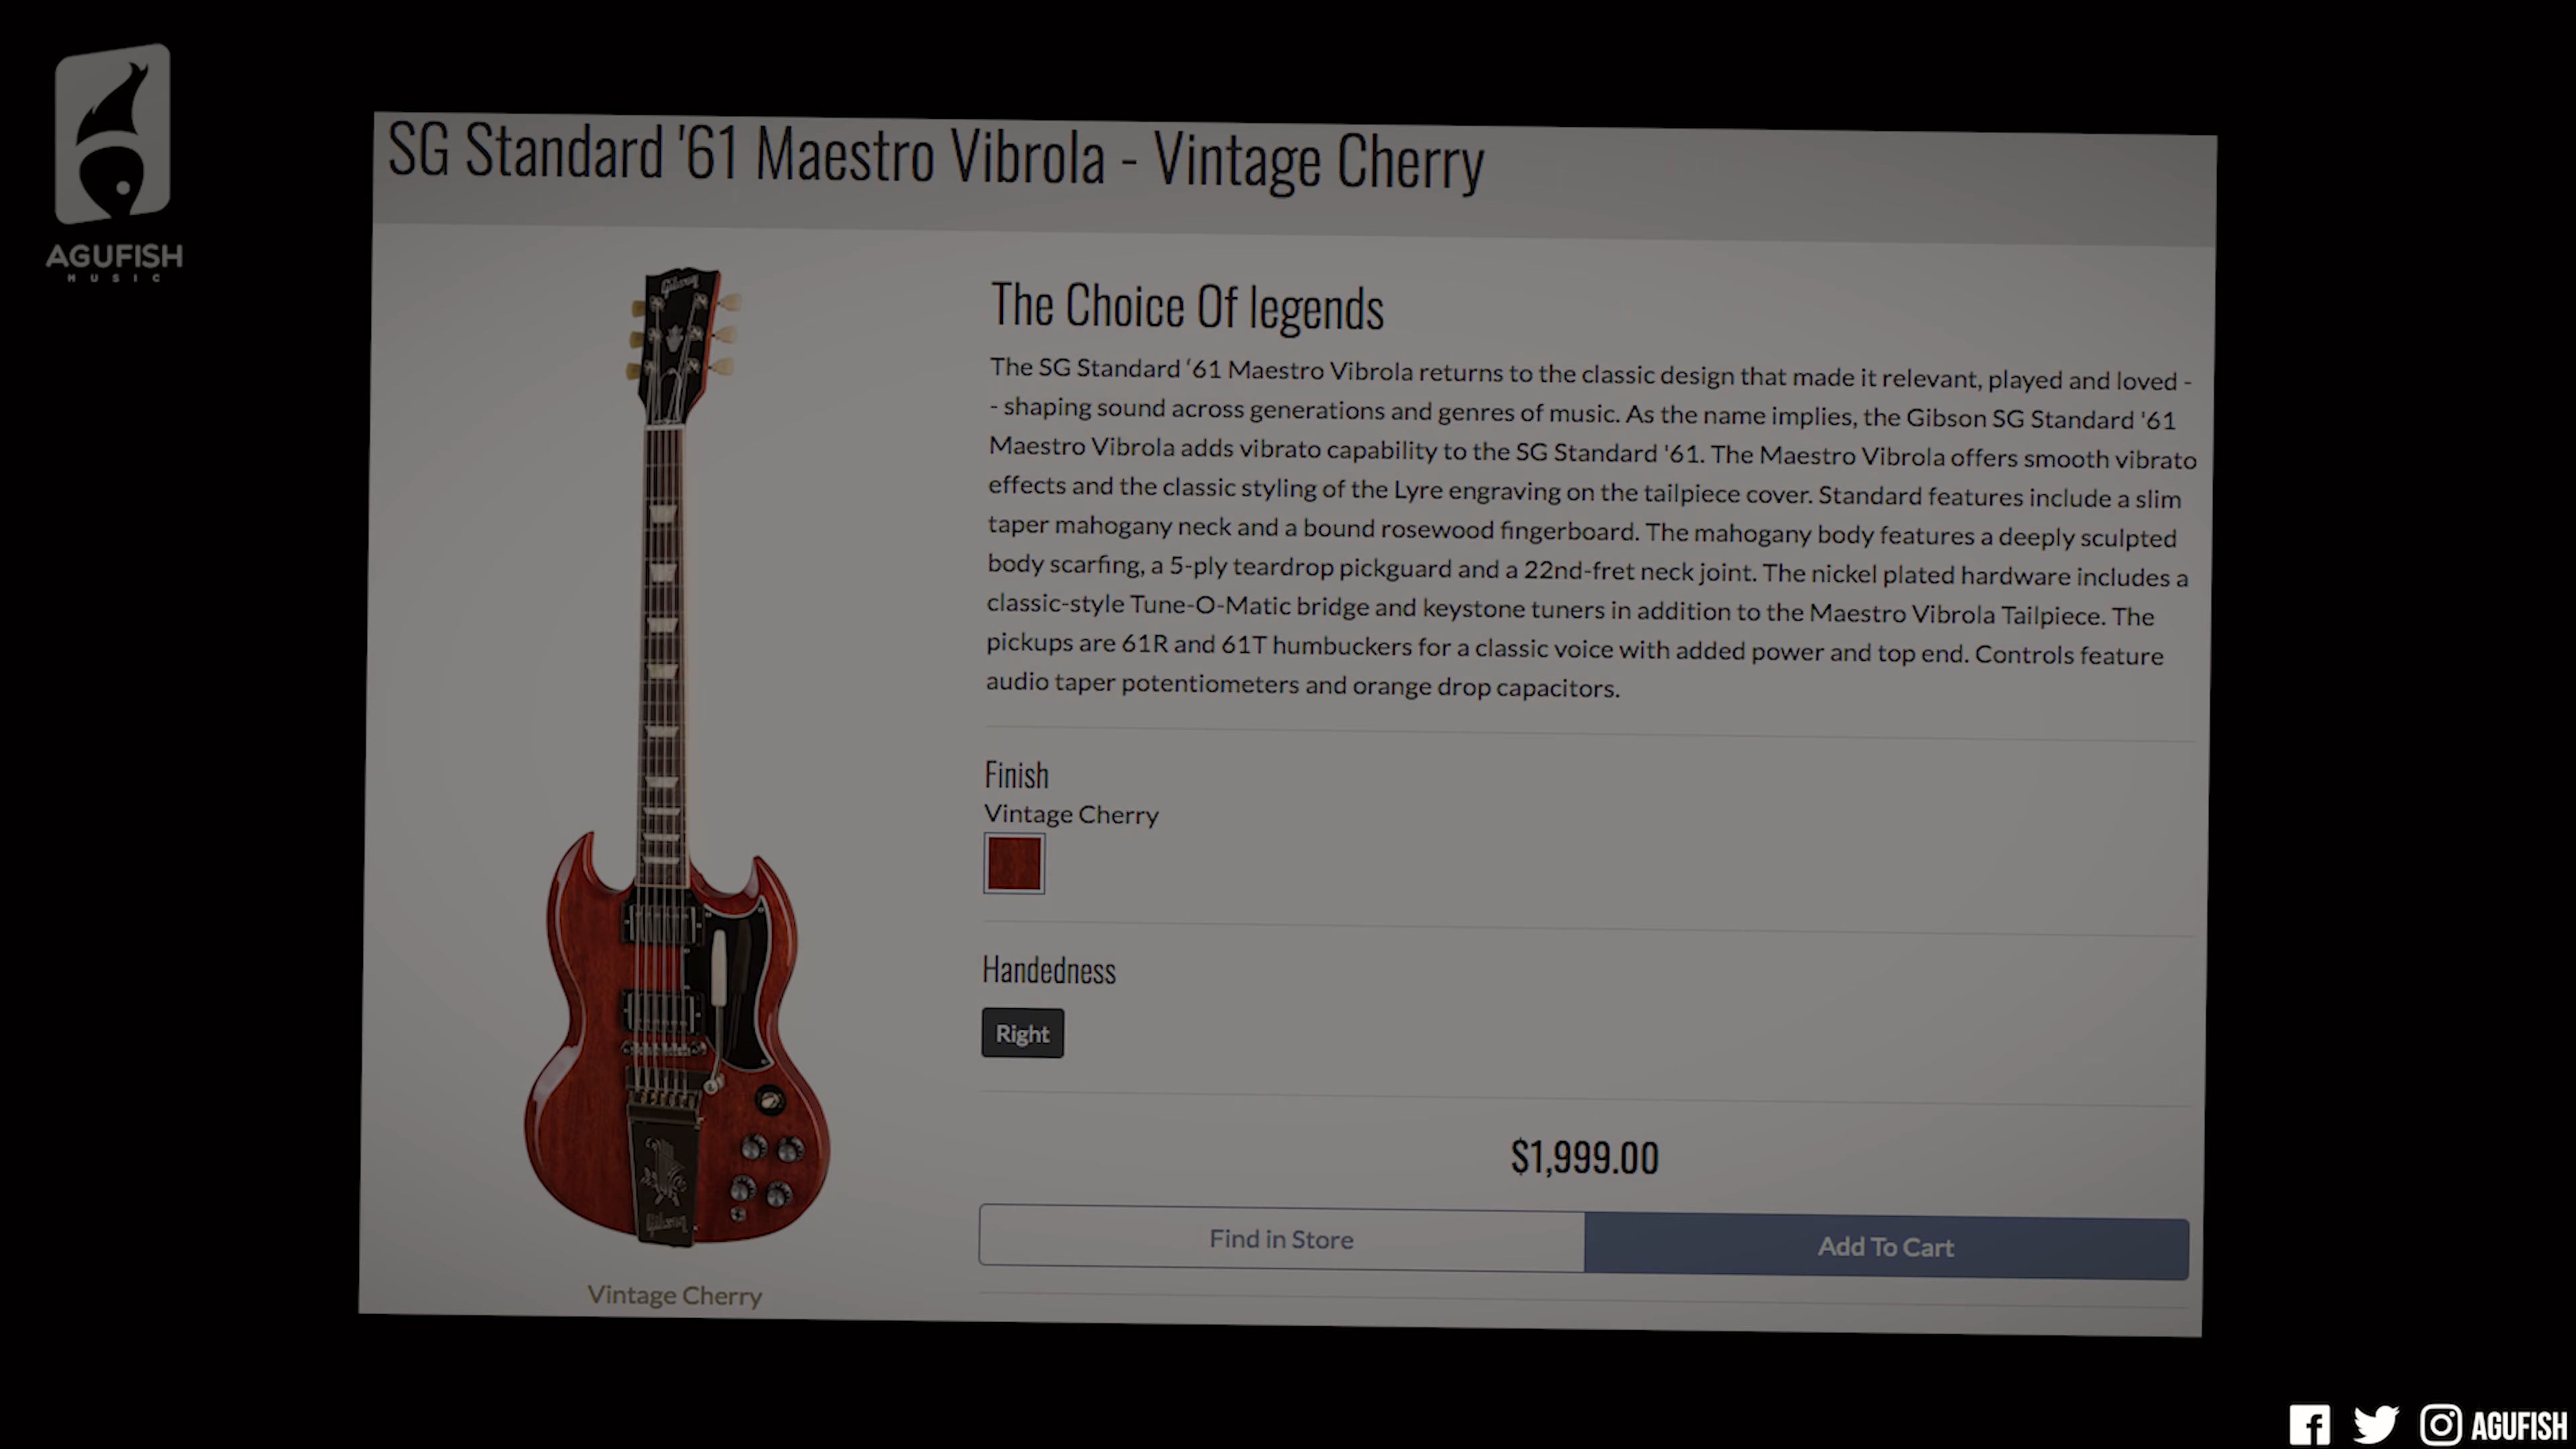 AGUFISH
MUSIC
SG Standard '61 Maestro Vibrola - Vintage Cherry
Gibson
The Choice Of legends
The SG Standard ‘61 Maestro Vibrola returns to the classic design that made it relevant, played and loved -
- shaping sound across generations and genres of music. As the name implies, the Gibson SG Standard '61
Maestro Vibrola adds vibrato capability to the SG Standard '61. The Maestro Vibrola offers smooth vibrato
effects and the classic styling of the Lyre engraving on the tailpiece cover. Standard features include a slim
taper mahogany neck and a bound rosewood fingerboard. The mahogany body features a deeply sculpted
body scarfing, a 5-ply teardrop pickguard and a 22nd-fret neck joint. The nickel plated hardware includes a
classic-style Tune-O-Matic bridge and keystone tuners in addition to the Maestro Vibrola Tailpiece. The
pickups are 61R and 61T humbuckers for a classic voice with added power and top end. Controls feature
audio taper potentiometers and orange drop capacitors.
Finish
Vintage Cherry
Handedness
Right
$1,999.00
Find in Store
Add To Cart
Gibson
Vintage Cherry
AGUFISH